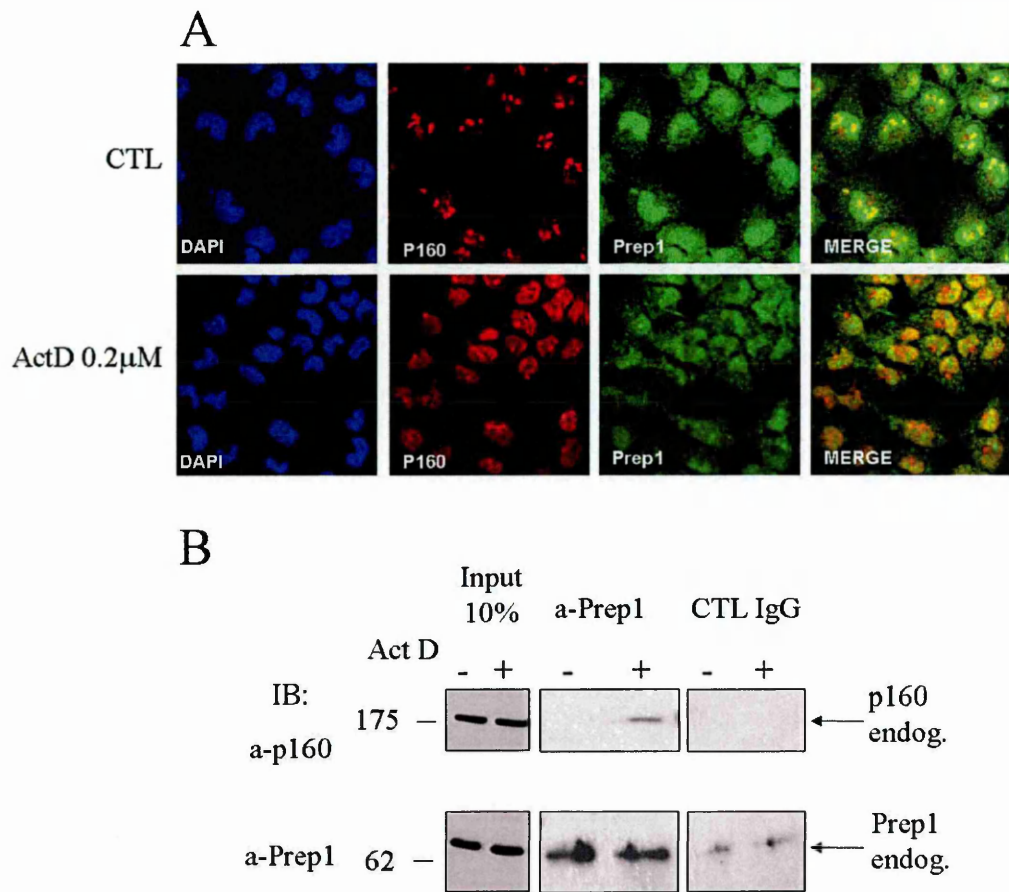 A
CTL
DAPI
P160
Prep1
MERGE
ActD 0.2μM
DAPI
P160
Prep1
MERGE
B
Input
10%
a-Prep1
CTL IgG
Act D
- + - + - +
IB:
a-p160
175 –
p160
endog.
a-Prep1
62 –
Prep1
endog.